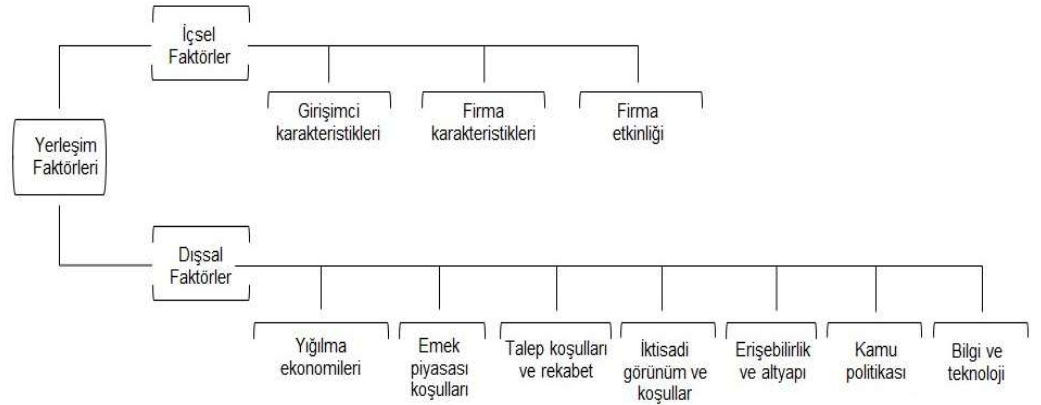 İçsel
Faktörler
Girişimci
karakteristikleri
Firma
karakteristikleri
Firma
etkinliği
Yerleşim
Faktörleri
Dışsal
Faktörler
Yığılma
ekonomileri
Emek
piyasası
koşulları
Talep koşulları
ve rekabet
İktisadi
görünüm ve
koşullar
Erişebilirlik
ve altyapı
Kamu
politikası
Bilgi ve
teknoloji